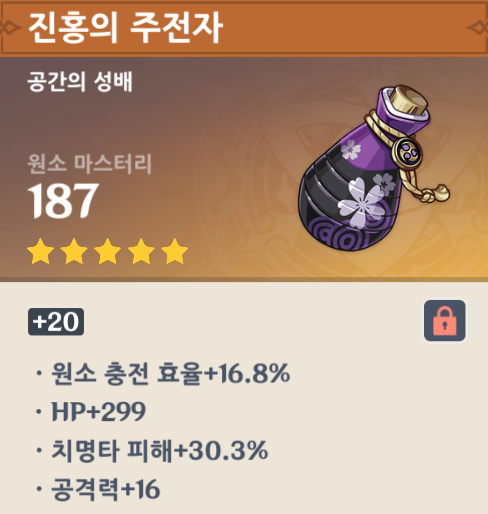 진홍의 주전자
공간의 성배
원소 마스터리
187
+20
· 원소 충전 효율+16.8%
· HP+299
· 치명타 피해+30.3%
· 공격력+16